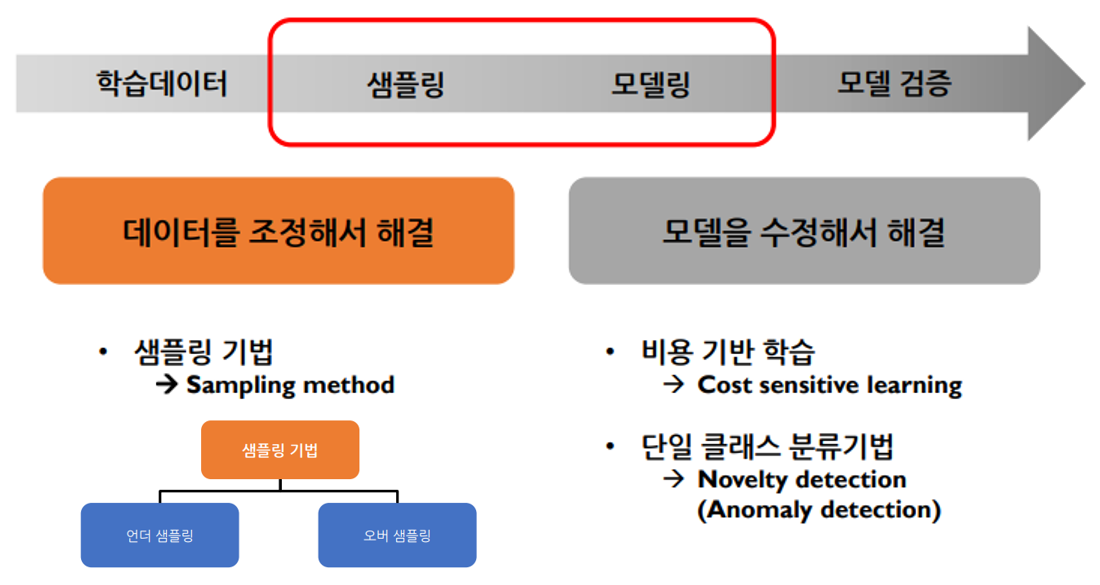 학습데이터
샘플링
모델링
모델 검증
데이터를 조정해서 해결
• 샘플링 기법
→ Sampling method
샘플링 기법
언더 샘플링
오버 샘플링
모델을 수정해서 해결
• 비용 기반 학습
→ Cost sensitive learning
• 단일 클래스 분류기법
→ Novelty detection
(Anomaly detection)